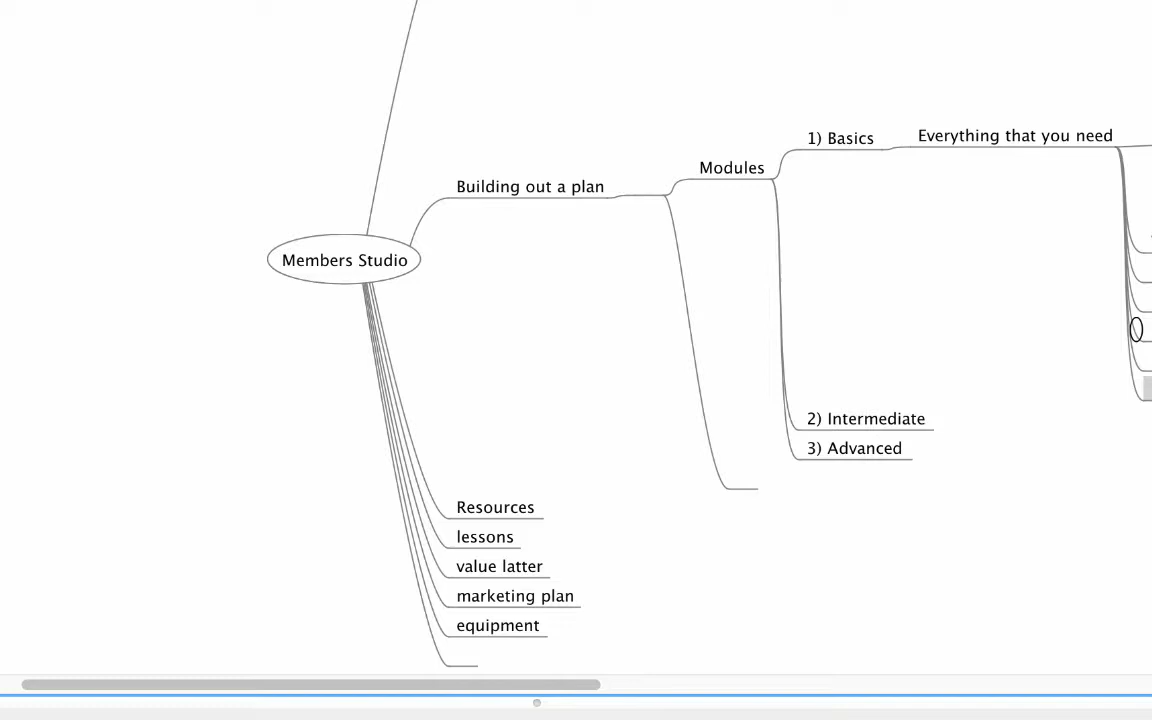 Members Studio
Building out a plan
Modules
1) Basics
Everything that you need
2) Intermediate
3) Advanced
Resources
lessons
value latter
marketing plan
equipment